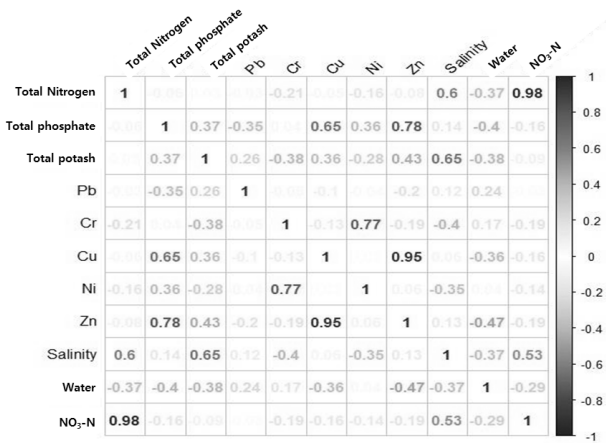 Total Nitrogen Total phosphate Total potash Pb Cr Cu Ni Zn Salinity Water NO₃-N
Total Nitrogen 1 -0.21 -0.16 0.6 -0.37 0.98
Total phosphate 1 0.37 -0.35 0.65 0.36 0.78 0.14 -0.4 -0.16
Total potash 0.37 1 0.26 -0.38 0.36 -0.28 0.43 0.65 -0.38
Pb -0.35 0.26 1 -0.1 -0.2 0.12 0.24
Cr -0.21 -0.38 1 -0.13 0.77 -0.19 -0.4 0.17 -0.19
Cu 0.65 0.36 -0.1 -0.13 1 0.95 -0.36 -0.16
Ni -0.16 0.36 -0.28 0.77 1 -0.35 -0.14
Zn 0.78 0.43 -0.2 -0.19 0.95 1 0.13 -0.47 -0.19
Salinity 0.6 0.14 0.65 0.12 -0.4 -0.35 0.13 1 -0.37 0.53
Water -0.37 -0.4 -0.38 0.24 0.17 -0.36 -0.47 -0.37 1 -0.29
NO₃-N 0.98 -0.16 -0.19 -0.16 -0.14 -0.19 0.53 -0.29 1
1
0.8
0.6
0.4
0.2
0
-0.2
-0.4
-0.6
-0.8
-1